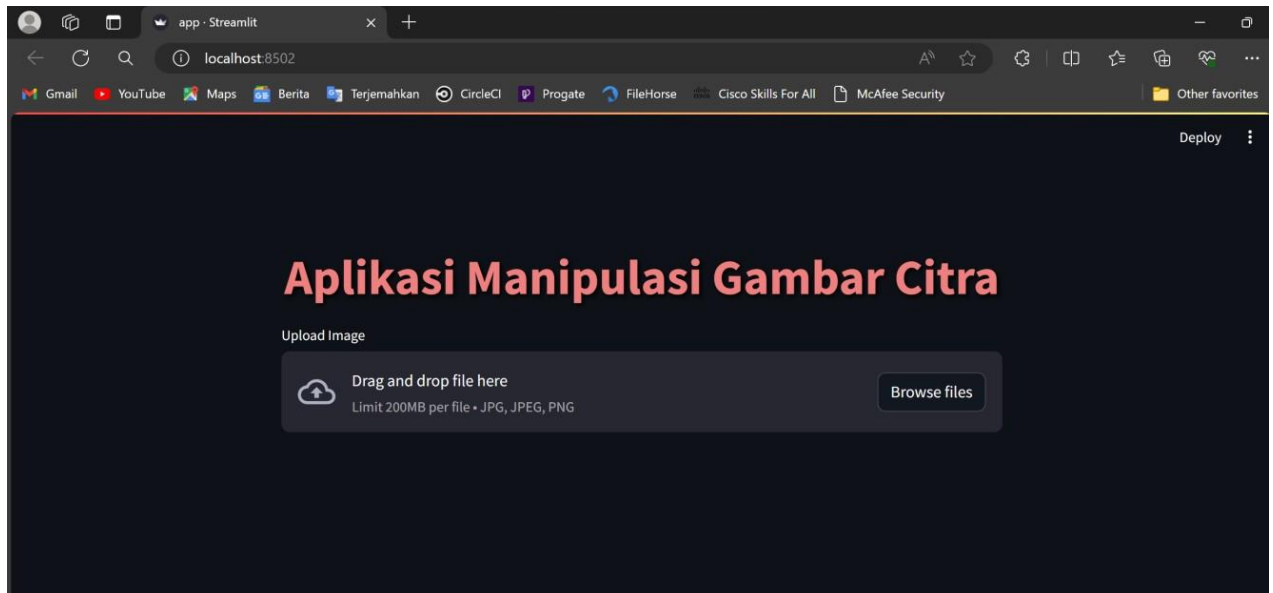 app · Streamlit
localhost:8502
Gmail YouTube Maps Berita Terjemahkan CircleCI Progate FileHorse Cisco Skills For All McAfee Security Other favorites
Deploy
Aplikasi Manipulasi Gambar Citra
Upload Image
Drag and drop file here
Limit 200MB per file • JPG, JPEG, PNG
Browse files